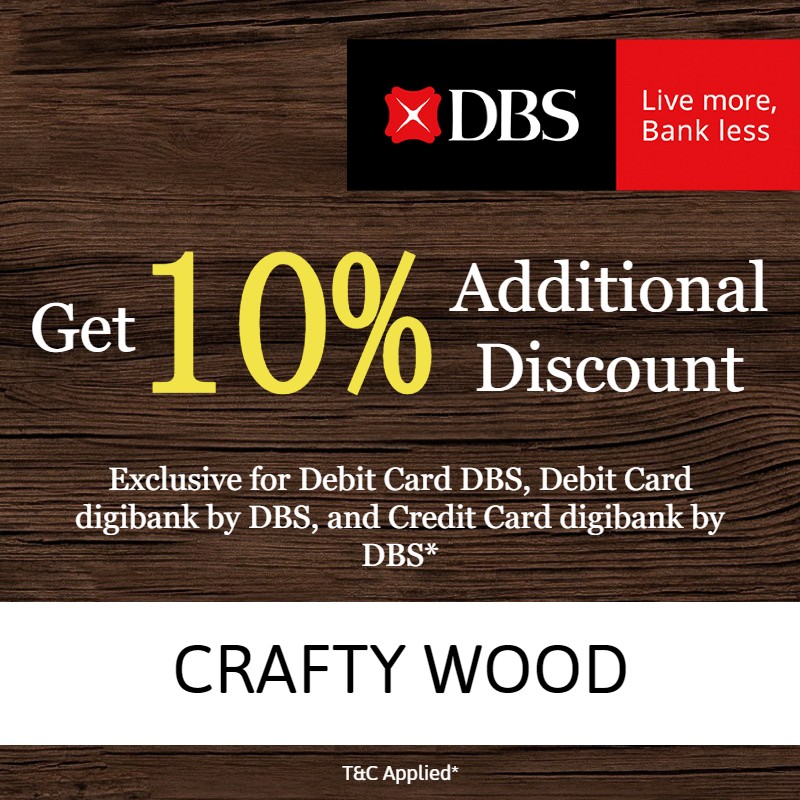 DBS
Live more,
Bank less
Get 10% Additional
Discount
Exclusive for Debit Card DBS, Debit Card
digibank by DBS, and Credit Card digibank by
DBS*
CRAFTY WOOD
T&C Applied*